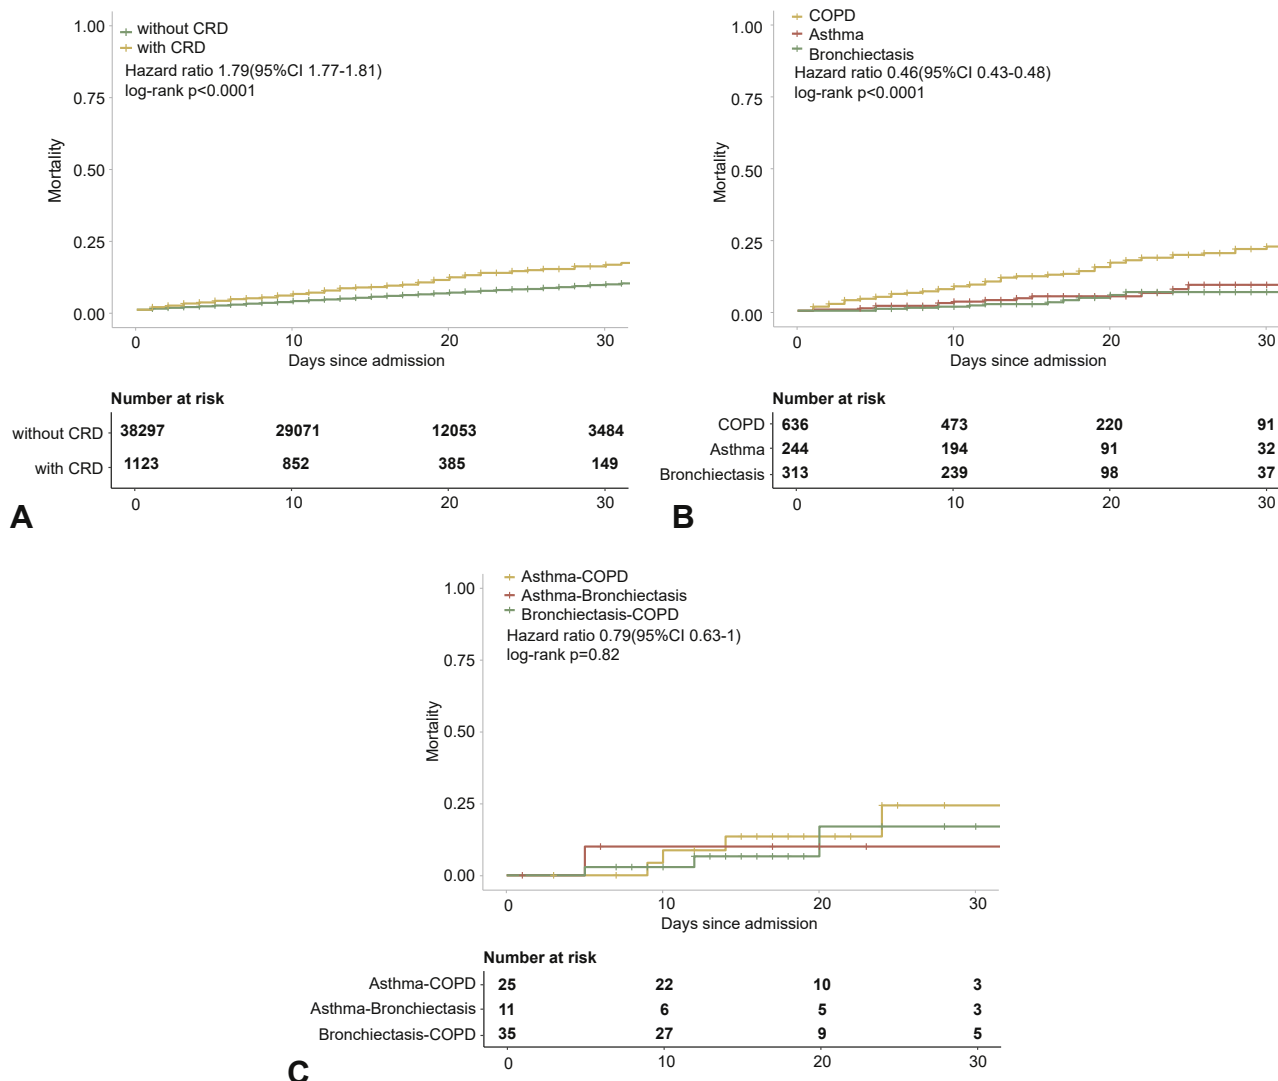 1.00
without CRD
with CRD
Hazard ratio 1.79(95%CI 1.77-1.81)
log-rank p<0.0001
0.75
0.50
0.25
0.00
Mortality
0 10 20 30
Days since admission
Number at risk
without CRD 38297 29071 12053 3484
with CRD 1123 852 385 149
0 10 20 30
A
1.00
COPD
Asthma
Bronchiectasis
Hazard ratio 0.46(95%CI 0.43-0.48)
log-rank p<0.0001
0.75
0.50
0.25
0.00
Mortality
0 10 20 30
Days since admission
Number at risk
COPD 636 473 220 91
Asthma 244 194 91 32
Bronchiectasis 313 239 98 37
0 10 20 30
B
1.00
Asthma-COPD
Asthma-Bronchiectasis
Bronchiectasis-COPD
Hazard ratio 0.79(95%CI 0.63-1)
log-rank p=0.82
0.75
0.50
0.25
0.00
Mortality
0 10 20 30
Days since admission
Number at risk
Asthma-COPD 25 22 10 3
Asthma-Bronchiectasis 11 6 5 3
Bronchiectasis-COPD 35 27 9 5
0 10 20 30
C